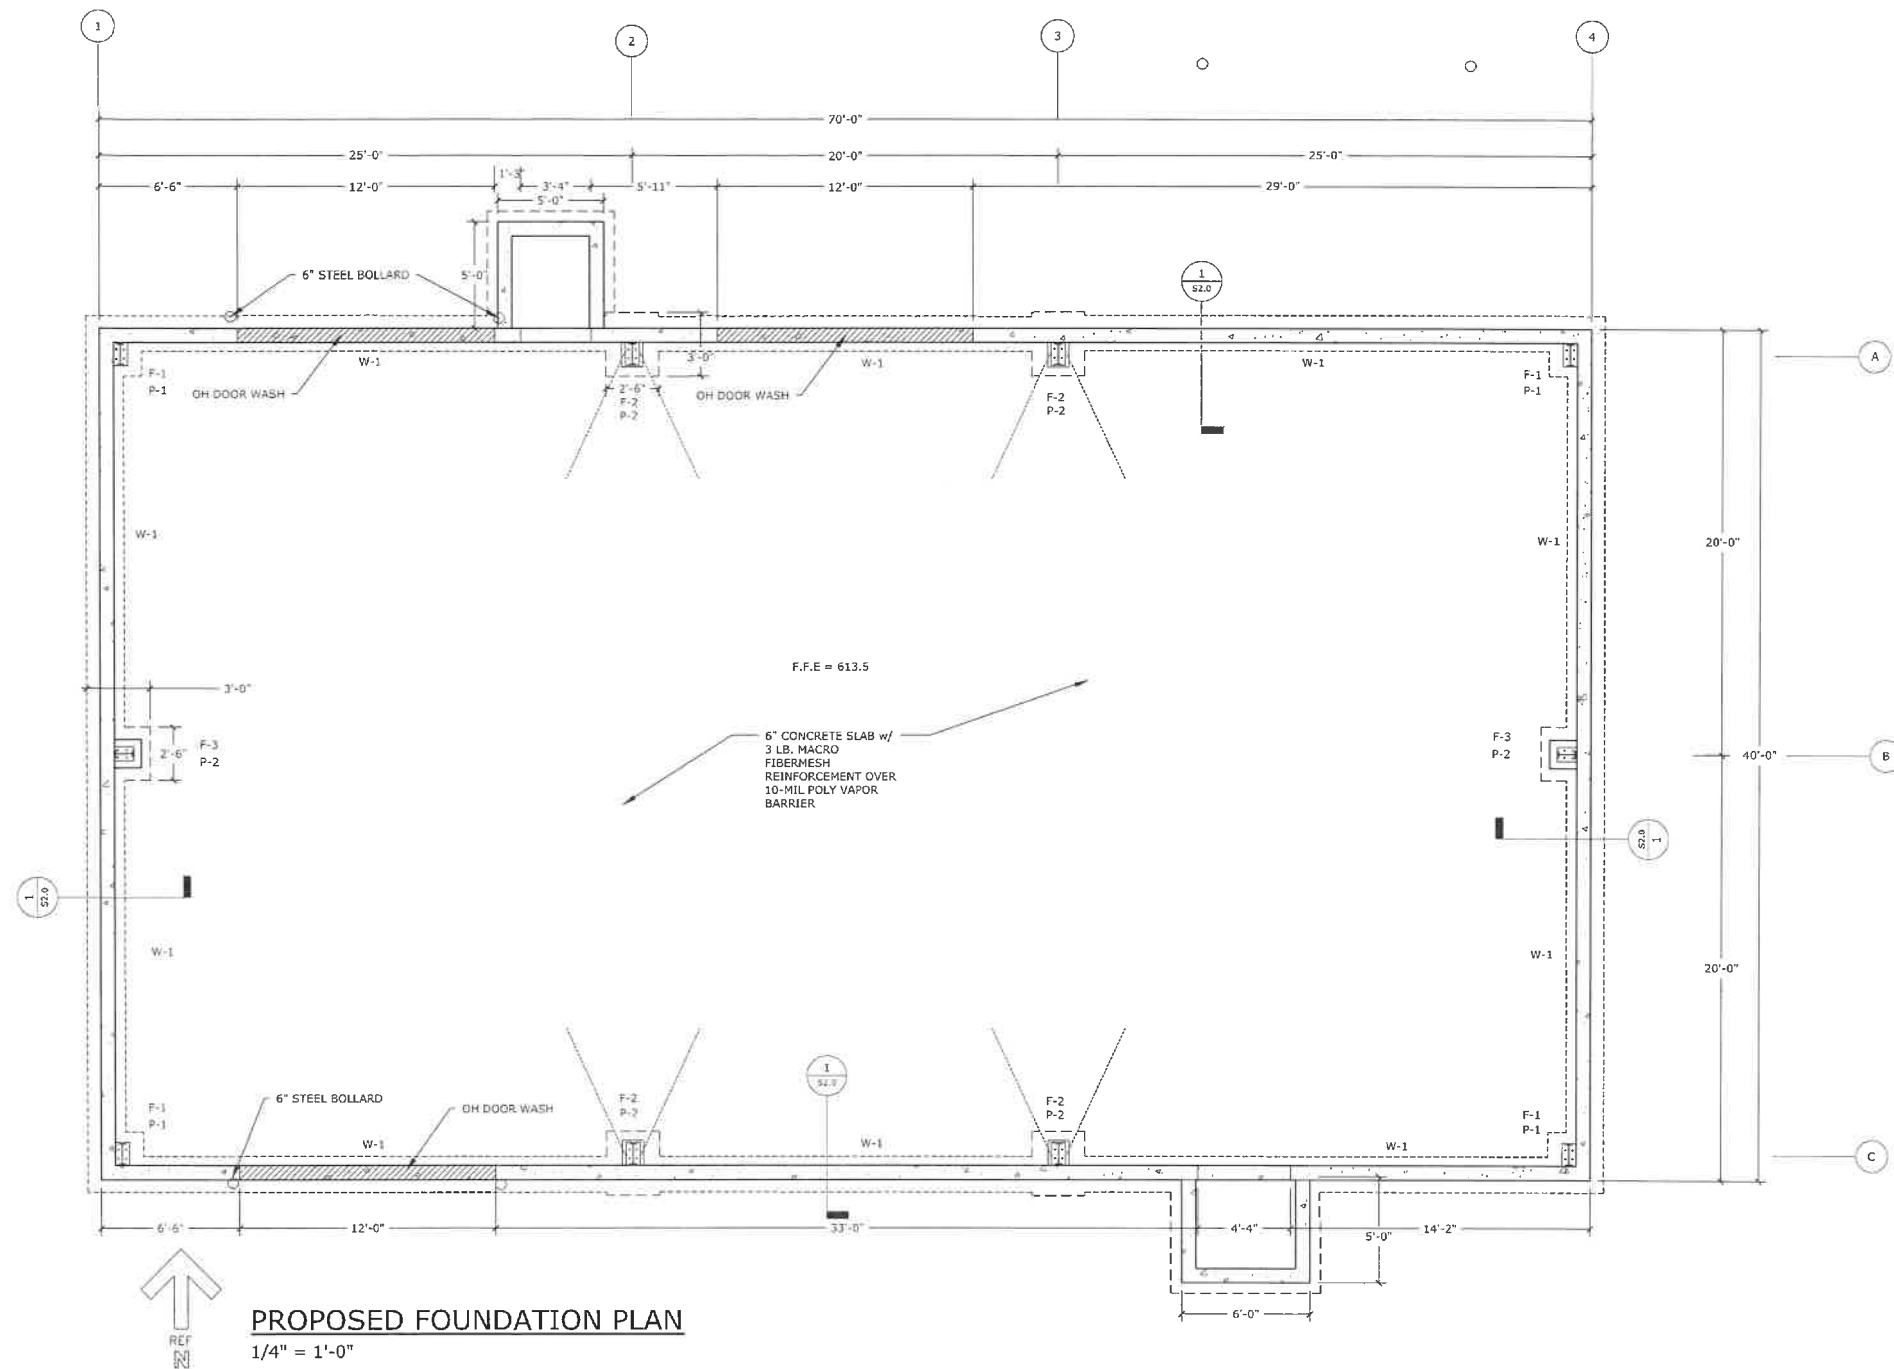 1
2
3
4
70'-0"
25'-0"
20'-0"
25'-0"
6'-6"
12'-0"
1'-3
3'-4"
5'-11"
12'-0"
29'-0"
5'-0"
6" STEEL BOLLARD
5'-0"
1
S2.0
W-1
3'-0"
W-1
W-1
A
F-1
P-1
OH DOOR WASH
2'-6"
F-2
P-2
OH DOOR WASH
F-2
P-2
F-1
P-1
W-1
W-1
20'-0"
F.F.E = 613.5
3'-0"
6" CONCRETE SLAB w/
3 LB. MACRO
FIBERMESH
REINFORCEMENT OVER
10-MIL POLY VAPOR
BARRIER
2'-6"
F-3
P-2
F-3
P-2
40'-0"
B
1
S2.0
1
S2.0
W-1
W-1
20'-0"
1
S2.0
6" STEEL BOLLARD
OH DOOR WASH
F-1
P-1
F-2
P-2
F-2
P-2
F-1
P-1
W-1
W-1
W-1
C
6'-6"
12'-0"
33'-0"
4'-4"
14'-2"
5'-0"
6'-0"
REF
N
PROPOSED FOUNDATION PLAN
1/4" = 1'-0"